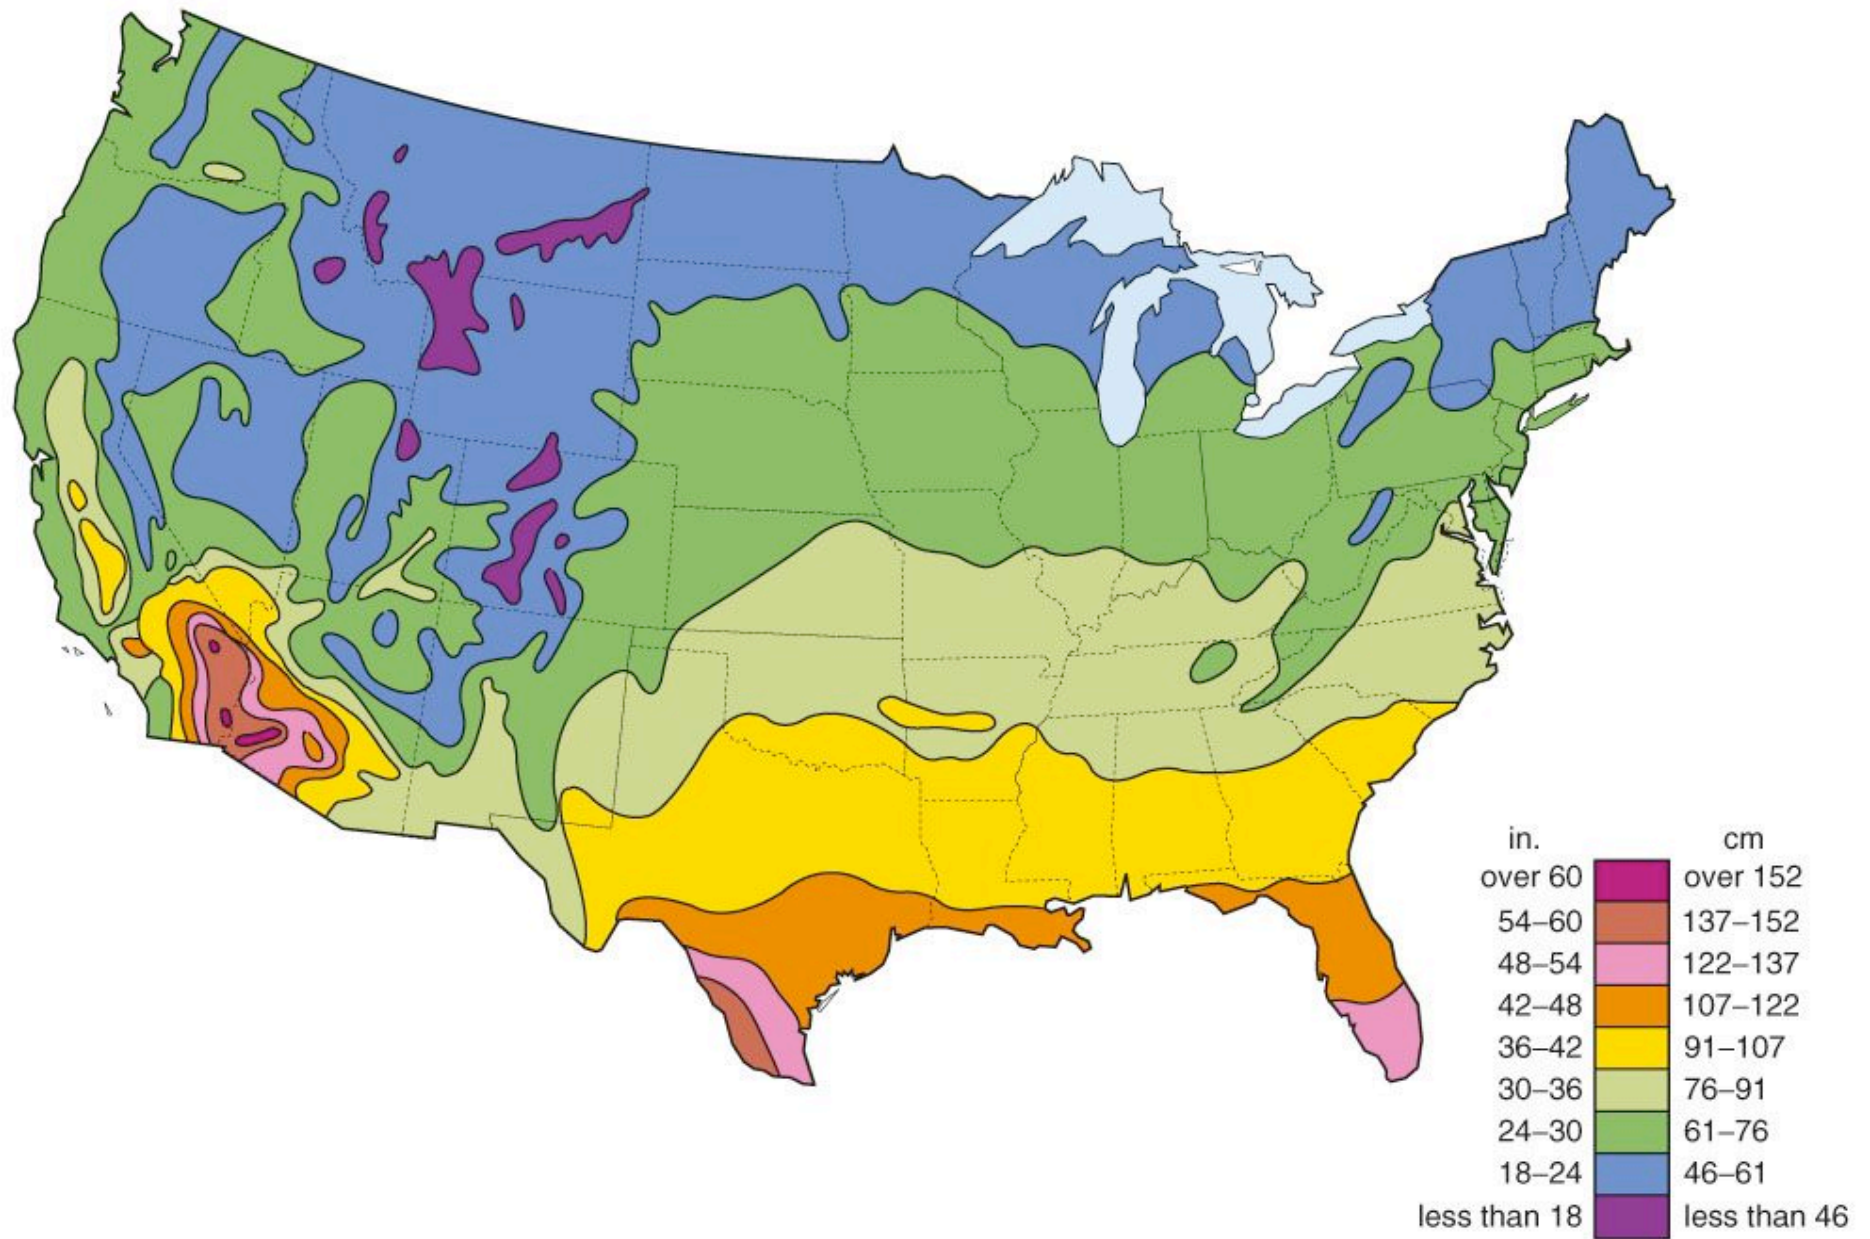 in. cm
over 60 over 152
54–60 137–152
48–54 122–137
42–48 107–122
36–42 91–107
30–36 76–91
24–30 61–76
18–24 46–61
less than 18 less than 46